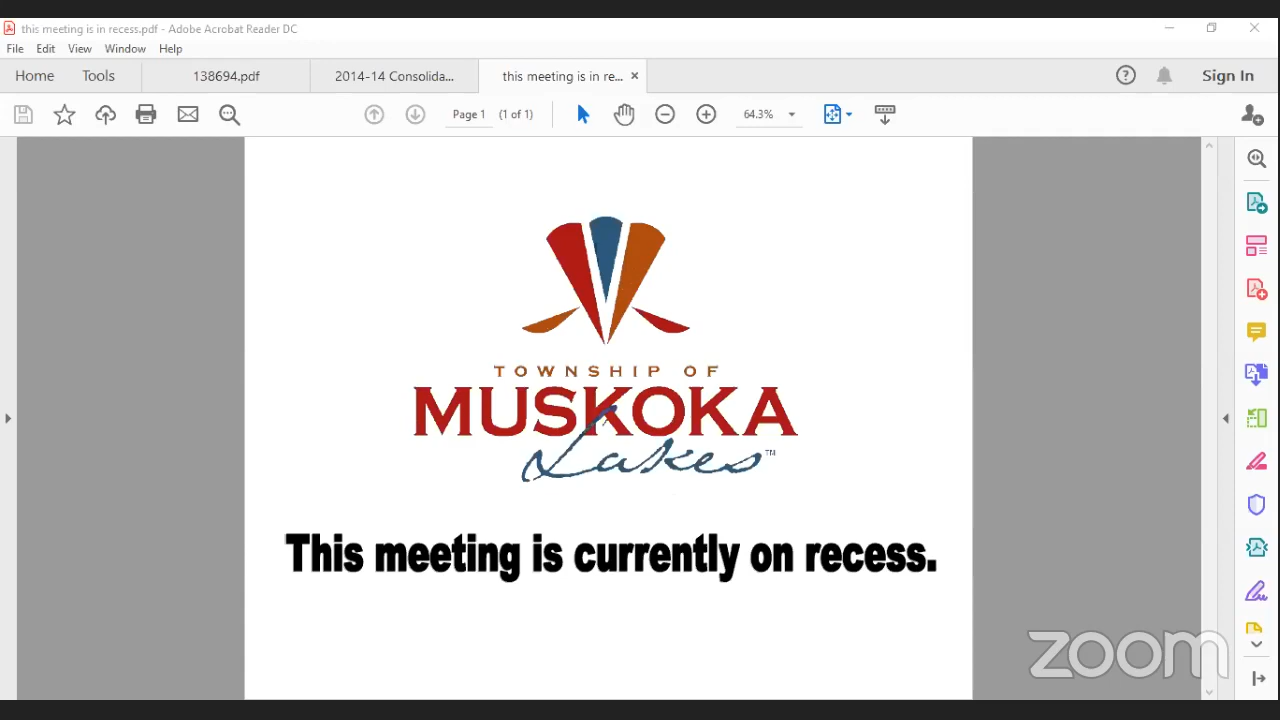 this meeting is in recess.pdf - Adobe Acrobat Reader DC
File Edit View Window Help
Home Tools 138694.pdf 2014-14 Consolida... this meeting is in re... × Sign In
Page 1 (1 of 1) 64.3%
TOWNSHIP OF
MUSKOKA
Lakes™
This meeting is currently on recess.
zoom